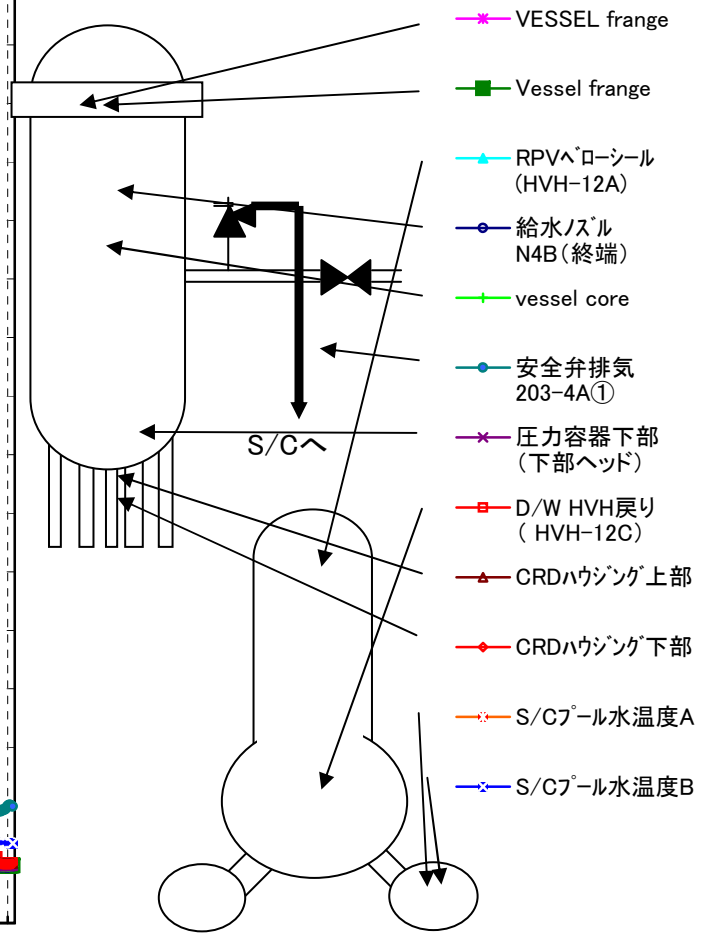 VESSEL frange
Vessel frange
RPVベローシール
(HVH-12A)
給水ノズル
N4B(終端)
vessel core
安全弁排気
203-4A①
圧力容器下部
(下部ヘッド)
D/W HVH戻り
( HVH-12C)
CRDハウジング上部
CRDハウジング下部
S/Cプール水温度A
S/Cプール水温度B
S/Cへ